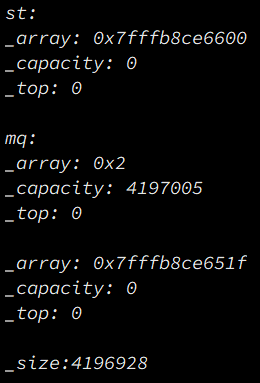 st:
_array: 0x7fffb8ce6600
_capacity: 0
_top: 0
mq:
_array: 0x2
_capacity: 4197005
_top: 0
_array: 0x7fffb8ce651f
_capacity: 0
_top: 0
_size:4196928